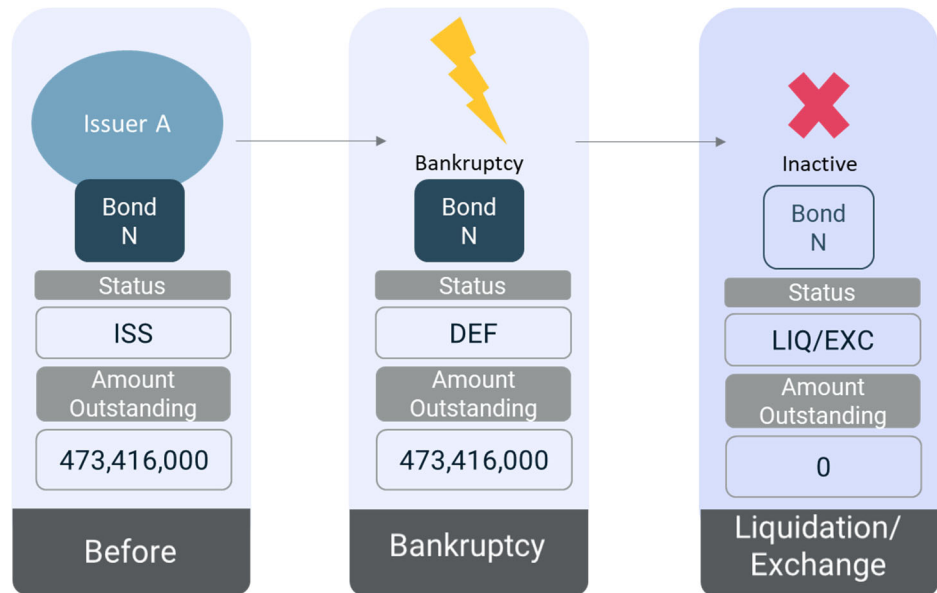 Issuer A
Bond
N
Status
ISS
Amount
Outstanding
473,416,000
Before
Bankruptcy
Bond
N
Status
DEF
Amount
Outstanding
473,416,000
Bankruptcy
Inactive
Bond
N
Status
LIQ/EXC
Amount
Outstanding
0
Liquidation/
Exchange